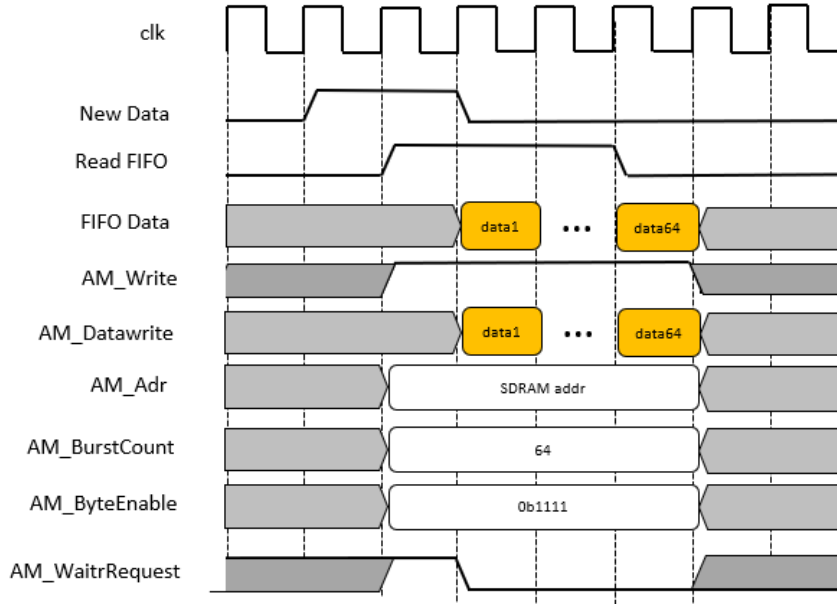 clk
New Data
Read FIFO
FIFO Data data1 ••• data64
AM_Write
AM_Datawrite data1 ••• data64
AM_Adr SDRAM addr
AM_BurstCount 64
AM_ByteEnable 0b1111
AM_WaitrRequest